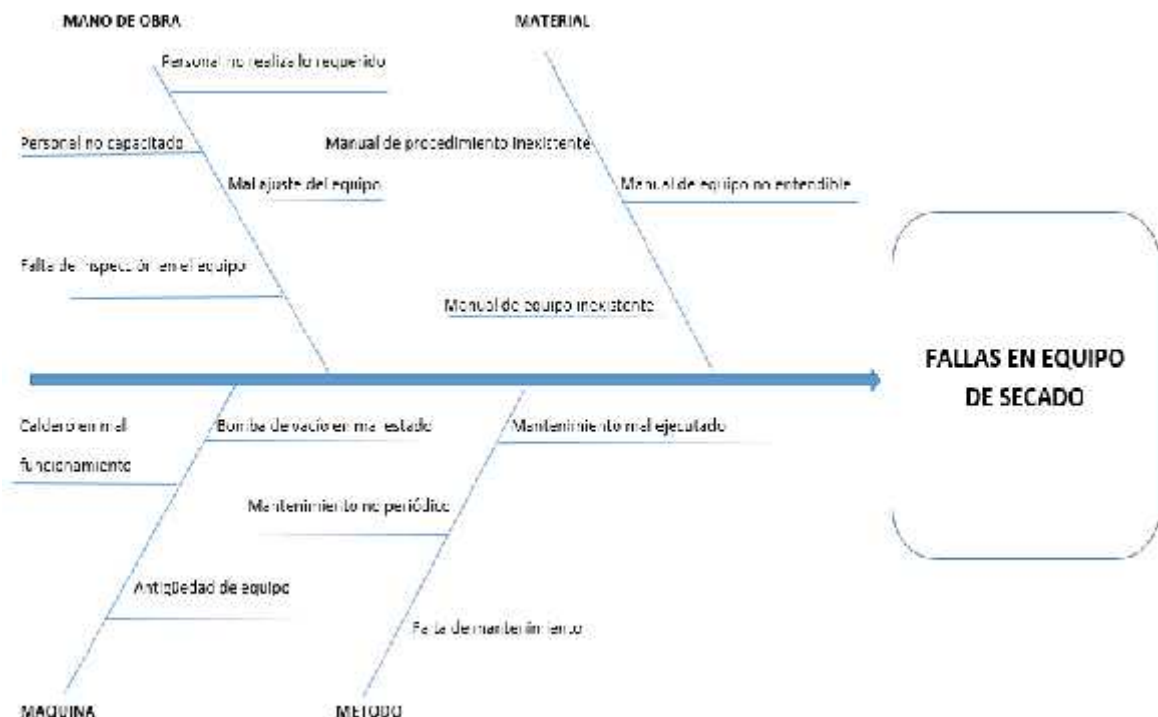 MANO DE OBRA
MATERIAL
Personal no realiza lo requerido
Personal no capacitado
Manual de procedimiento inexistente
Mal ajuste del equipo
Manual de equipo no entendible
Falta de inspección en el equipo
Manual de equipo inexistente
FALLAS EN EQUIPO
DE SECADO
Caldero en mal
funcionamiento
Bomba de vacío en mal estado
Mantenimiento mal ejecutado
Mantenimiento no periódico
Antigüedad de equipo
Falta de mantenimiento
MAQUINA
METODO